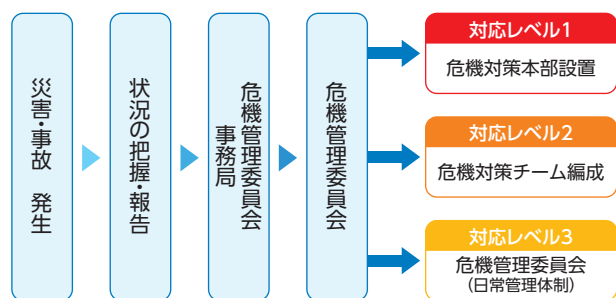 災害・事故 発生
状況の把握・報告
危機管理委員会
事務局
危機管理委員会
対応レベル1
危機対策本部設置
対応レベル2
危機対策チーム編成
対応レベル3
危機管理委員会
(日常管理体制)